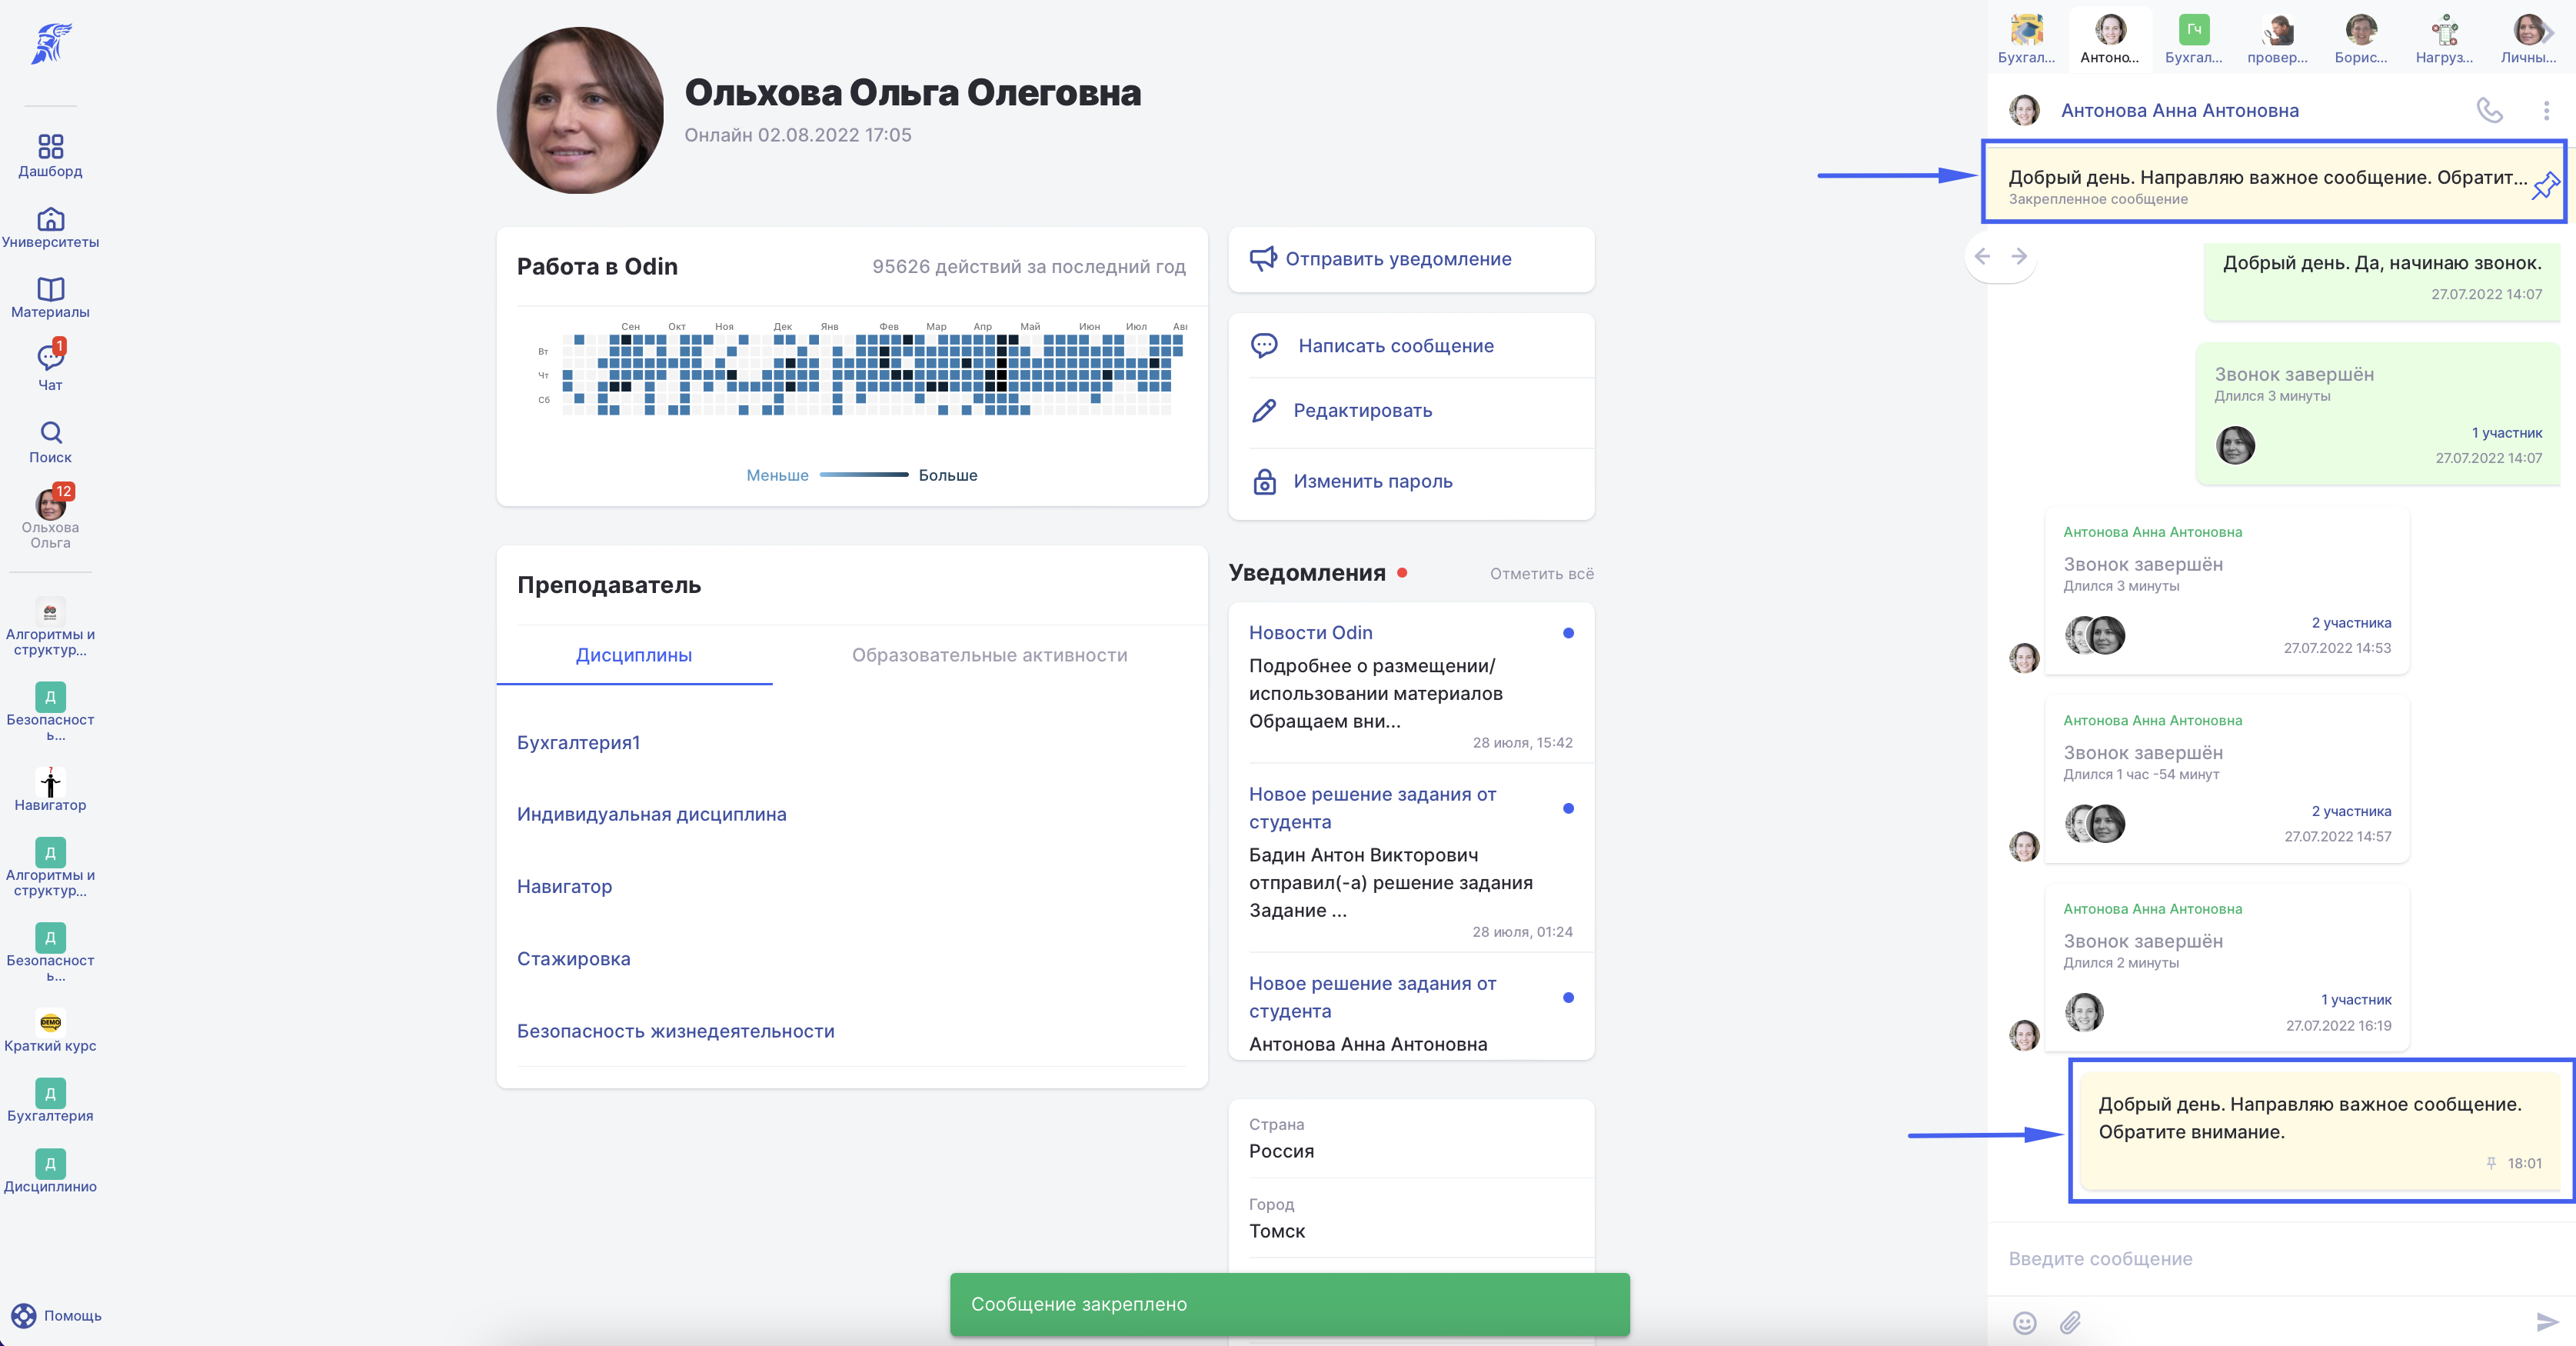 Дашборд
Университеты
Материалы
1
Чат
Поиск
12
Ольхова
Ольга
Алгоритмы и
структур...
Д
Безопасност
ь...
Навигатор
Д
Алгоритмы и
структур...
Д
Безопасност
ь...
DEMO
Краткий курс
Д
Бухгалтерия
Д
Дисциплино
Помощь
Ольхова Ольга Олеговна
Онлайн 02.08.2022 17:05
Работа в Odin
95626 действий за последний год
Сен Окт Ноя Дек Янв Фев Мар Апр Май Июн Июл Авг
Вт
Чт
Сб
Меньше
Больше
Преподаватель
Дисциплины
Образовательные активности
Бухгалтерия1
Индивидуальная дисциплина
Навигатор
Стажировка
Безопасность жизнедеятельности
Отправить уведомление
Написать сообщение
Редактировать
Изменить пароль
Уведомления
Отметить всё
Новости Odin
Подробнее о размещении/
использовании материалов
Обращаем вни...
28 июля, 15:42
Новое решение задания от
студента
Бадин Антон Викторович
отправил(-а) решение задания
Задание ...
28 июля, 01:24
Новое решение задания от
студента
Антонова Анна Антоновна
Страна
Россия
Город
Томск
Сообщение закреплено
Бухгал...
Антоно...
Гч
Бухгал...
провер...
Борис...
Нагруз...
Личны...
Антонова Анна Антоновна
Добрый день. Направляю важное сообщение. Обратит...
Закрепленное сообщение
Добрый день. Да, начинаю звонок.
27.07.2022 14:07
Звонок завершён
Длился 3 минуты
1 участник
27.07.2022 14:07
Антонова Анна Антоновна
Звонок завершён
Длился 3 минуты
2 участника
27.07.2022 14:53
Антонова Анна Антоновна
Звонок завершён
Длился 1 час -54 минут
2 участника
27.07.2022 14:57
Антонова Анна Антоновна
Звонок завершён
Длился 2 минуты
1 участник
27.07.2022 16:19
Добрый день. Направляю важное сообщение.
Обратите внимание.
18:01
Введите сообщение